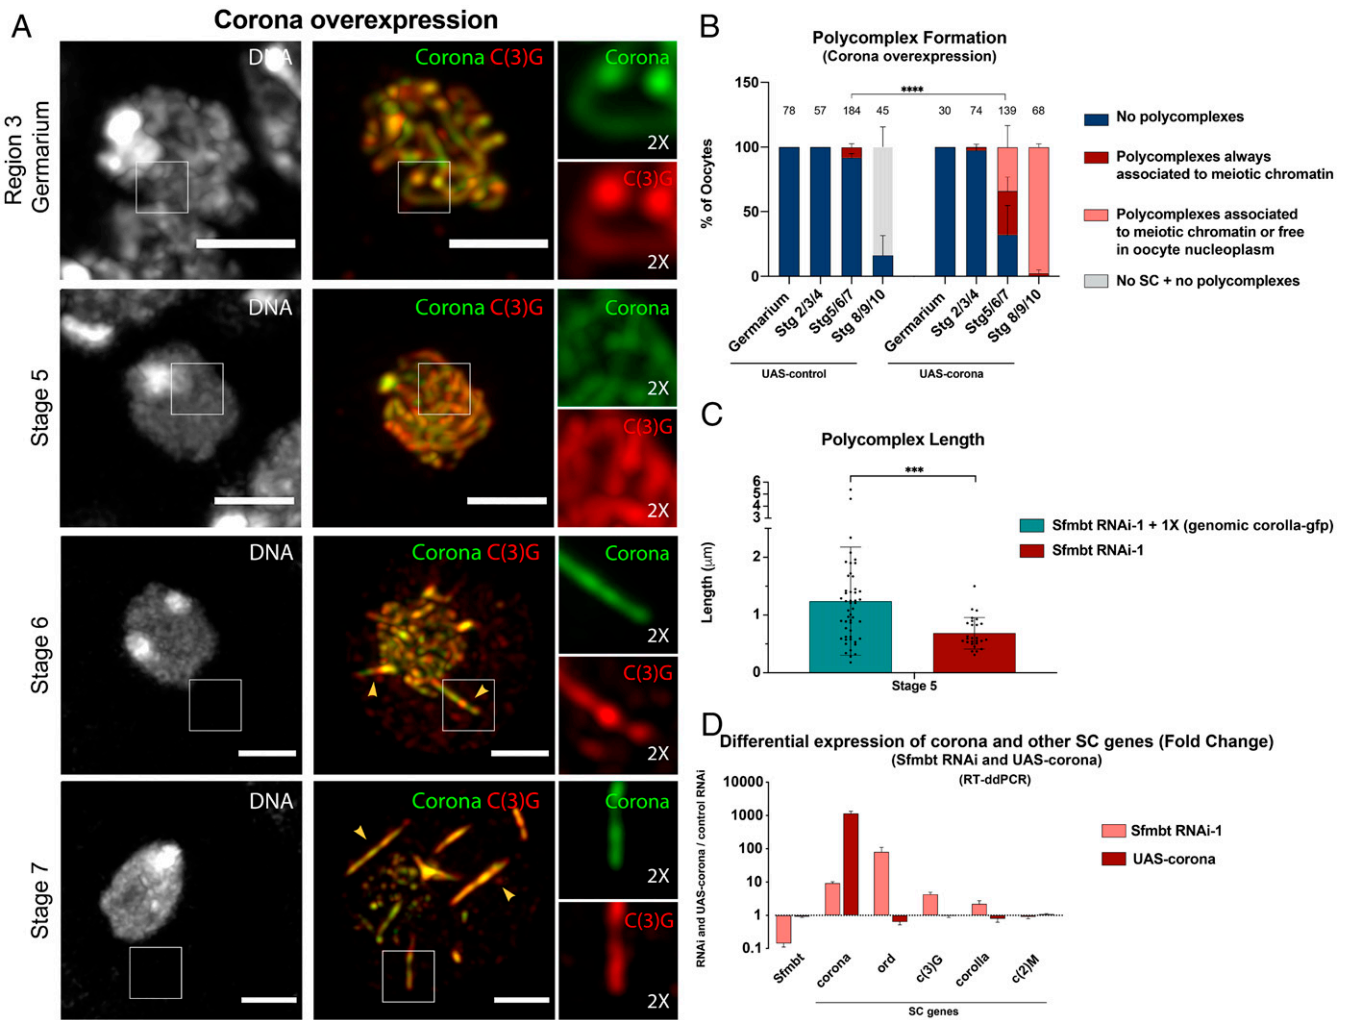 A
Corona overexpression
Region 3
Germarium
DNA
Corona C(3)G
Corona
2X
C(3)G
2X
Stage 5
DNA
Corona C(3)G
Corona
2X
C(3)G
2X
Stage 6
DNA
Corona C(3)G
Corona
2X
C(3)G
2X
Stage 7
DNA
Corona C(3)G
Corona
2X
C(3)G
2X
B
Polycomplex Formation
(Corona overexpression)
% of Oocytes
150
100
50
0
****
78 57 184 45 30 74 139 68
Germarium
Stg 2/3/4
Stg5/6/7
Stg 8/9/10
Germarium
Stg 2/3/4
Stg5/6/7
Stg 8/9/10
UAS-control
UAS-corona
No polycomplexes
Polycomplexes always
associated to meiotic chromatin
Polycomplexes associated
to meiotic chromatin or free
in oocyte nucleoplasm
No SC + no polycomplexes
C
Polycomplex Length
***
Length (µm)
6
5
4
3
2
1
0
Stage 5
Sfmbt RNAi-1 + 1X (genomic corolla-gfp)
Sfmbt RNAi-1
D
Differential expression of corona and other SC genes (Fold Change)
(Sfmbt RNAi and UAS-corona)
(RT-ddPCR)
RNAi and UAS-corona / control RNAi
10000
1000
100
10
1
0.1
Sfmbt
corona
ord
c(3)G
corolla
c(2)M
SC genes
Sfmbt RNAi-1
UAS-corona